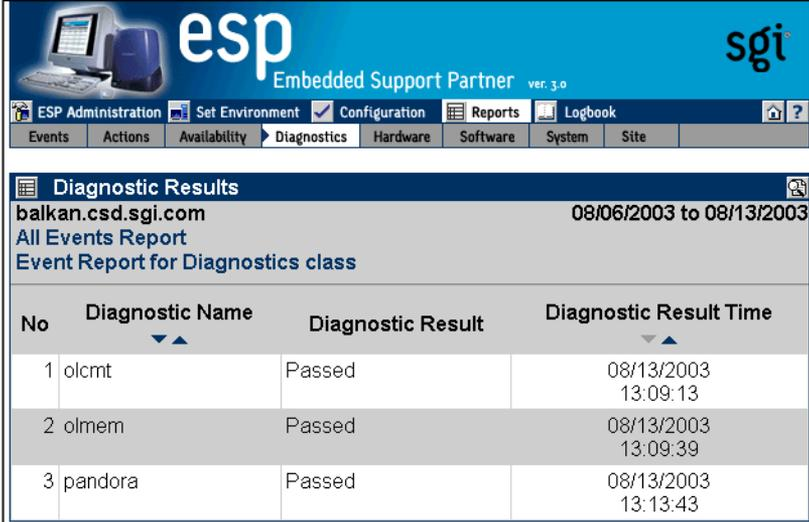 esp
sgi
Embedded Support Partner ver. 3.0
ESP Administration Set Environment Configuration Reports Logbook ?
Events Actions Availability Diagnostics Hardware Software System Site
Diagnostic Results
balkan.csd.sgi.com 08/06/2003 to 08/13/2003
All Events Report
Event Report for Diagnostics class
No Diagnostic Name Diagnostic Result Diagnostic Result Time
1 olcmt Passed 08/13/2003
13:09:13
2 olmem Passed 08/13/2003
13:09:39
3 pandora Passed 08/13/2003
13:13:43